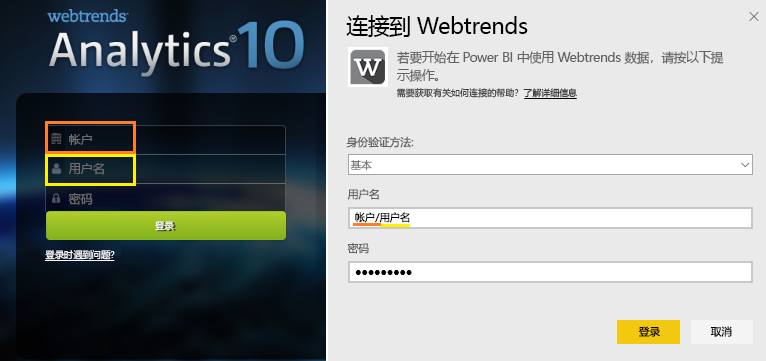 webtrends
Analytics 10
帐户
用户名
密码
登录
登录时遇到问题?
连接到 Webtrends
W
若要开始在 Power BI 中使用 Webtrends 数据，请按以下提
示操作。
需要获取有关如何连接的帮助? 了解详细信息
身份验证方法:
基本
用户名
帐户/用户名
密码
登录
取消